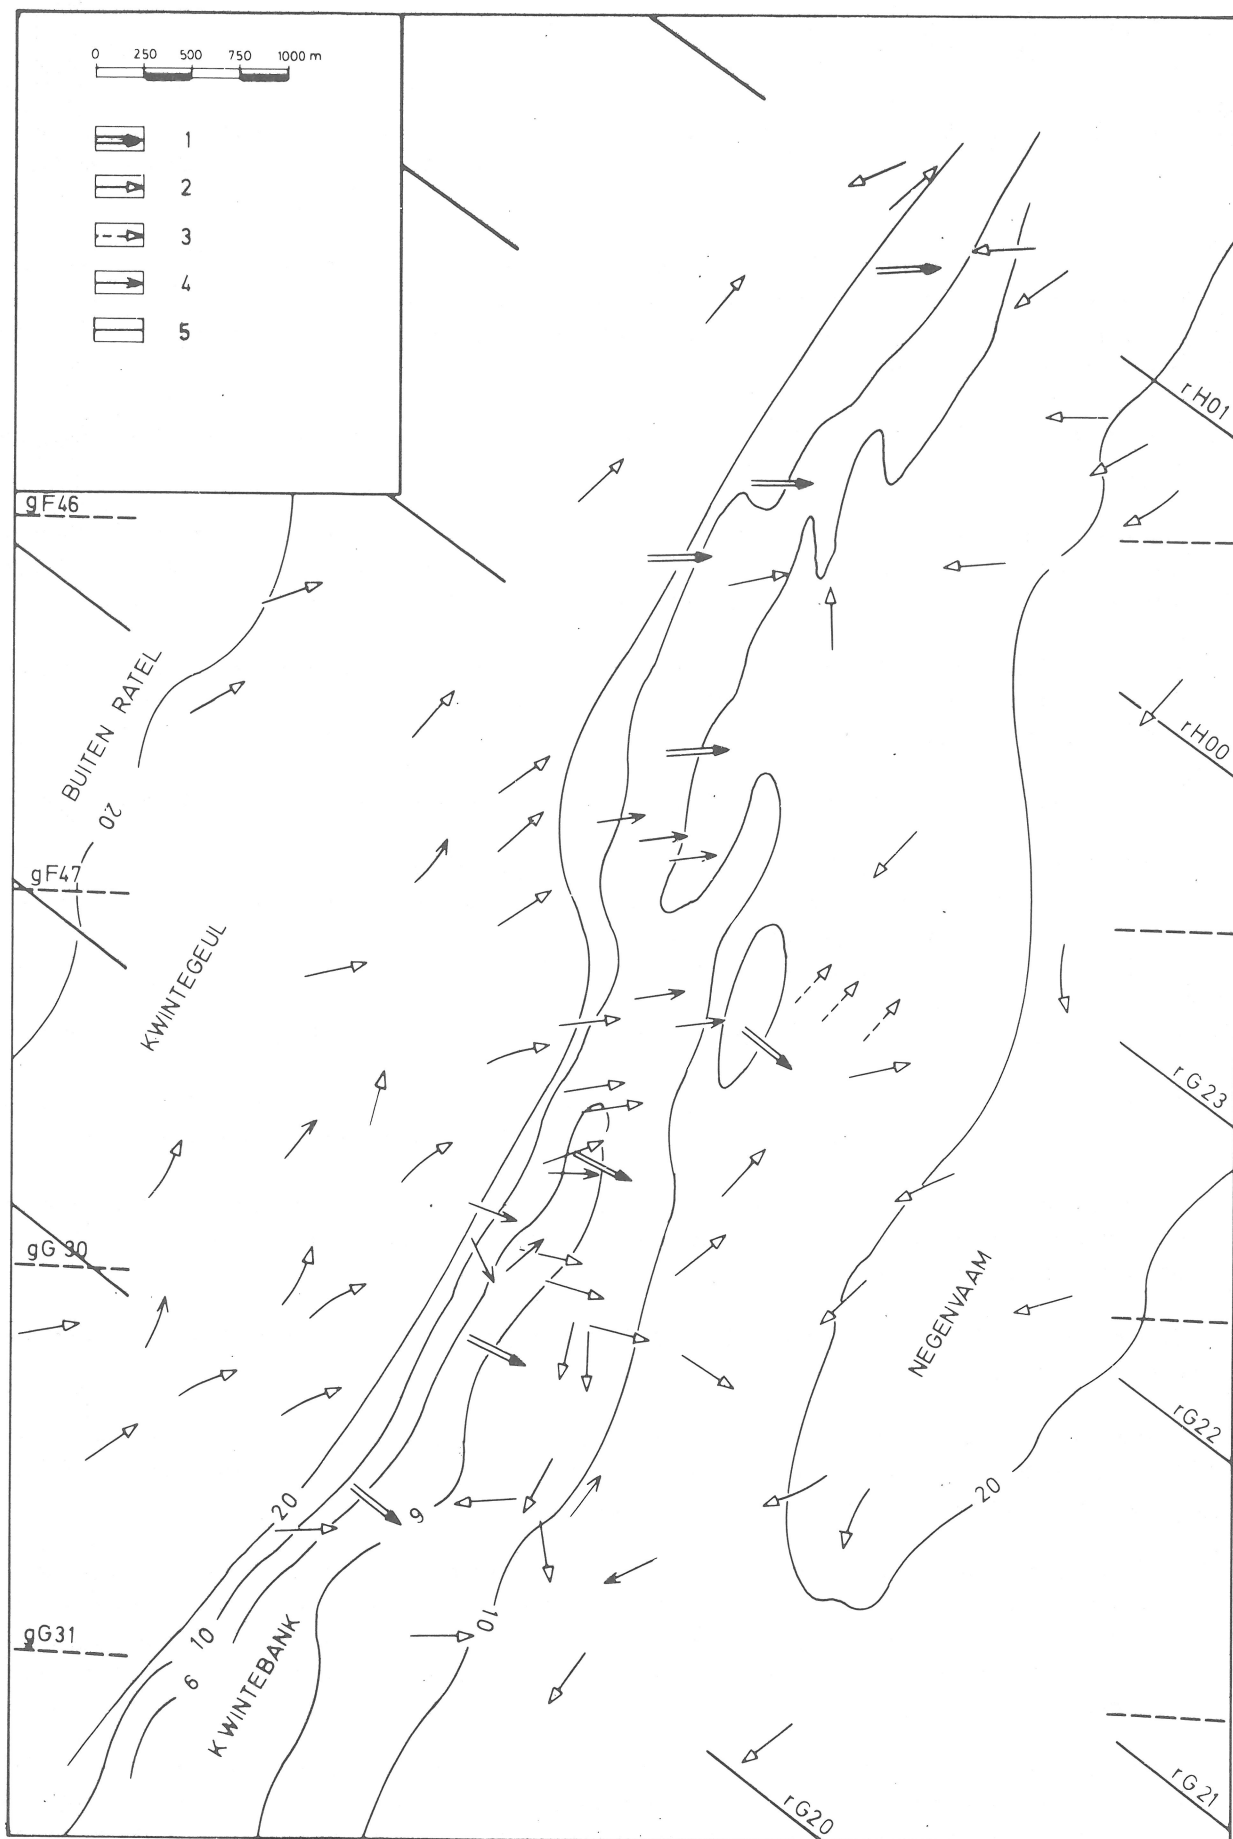 0 250 500 750 1000 m
1
2
3
4
5
gF46
rH01
BUITEN RATEL
rH00
20
gF47
KWINTEGEUL
rG23
gG30
NEGENVAAM
rG22
20
20
9
10
10
gG31
6
KWINTEBANK
rG21
rG20